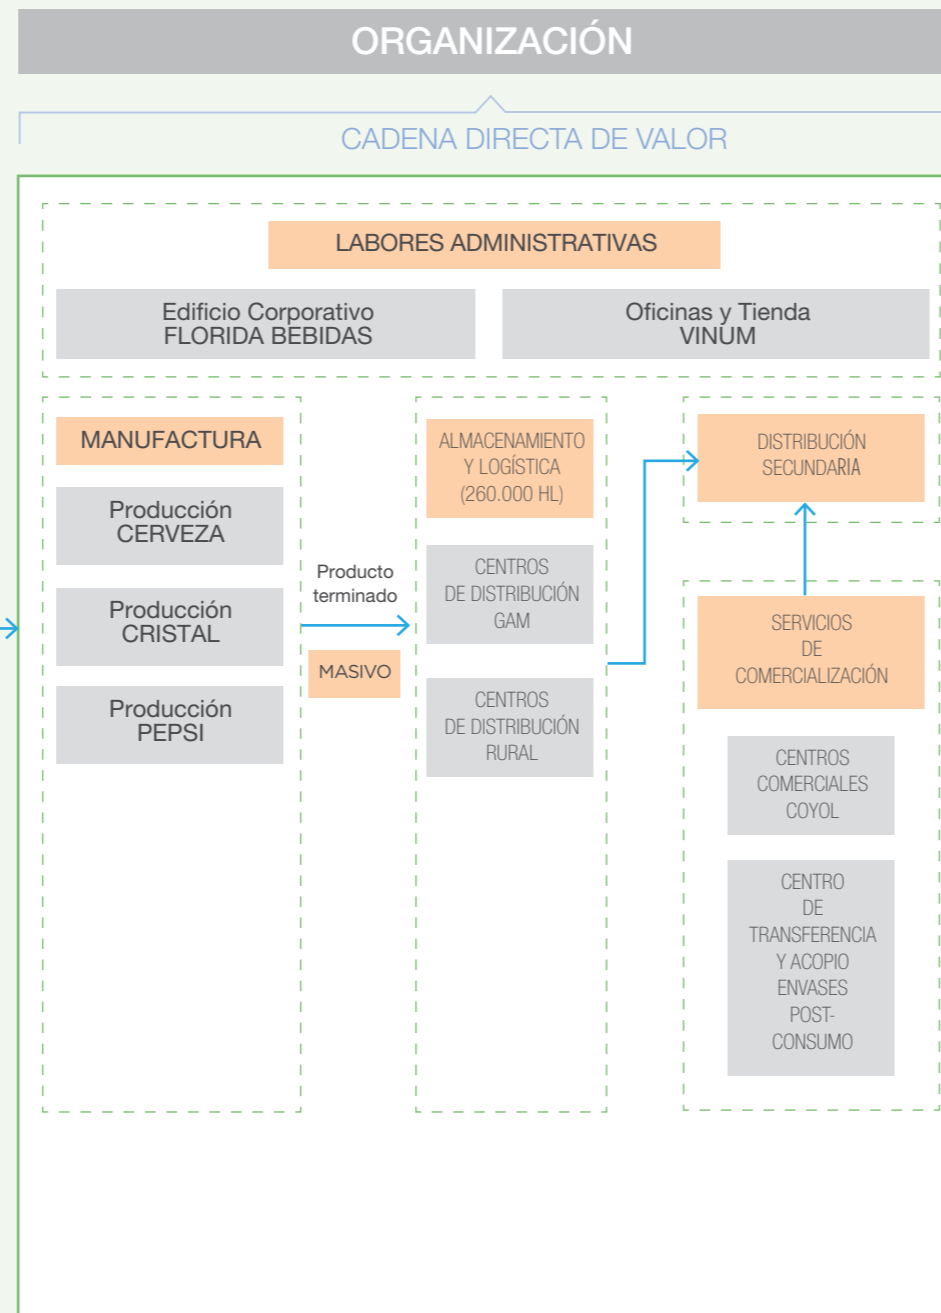 ORGANIZACIÓN
CADENA DIRECTA DE VALOR
LABORES ADMINISTRATIVAS
Edificio Corporativo
FLORIDA BEBIDAS
Oficinas y Tienda
VINUM
MANUFACTURA
Producción
CERVEZA
Producción
CRISTAL
Producción
PEPSI
Producto
terminado
MASIVO
ALMACENAMIENTO
Y LOGÍSTICA
(260.000 HL)
CENTROS
DE DISTRIBUCIÓN
GAM
CENTROS
DE DISTRIBUCIÓN
RURAL
DISTRIBUCIÓN
SECUNDARIA
SERVICIOS
DE
COMERCIALIZACIÓN
CENTROS
COMERCIALES
COYOL
CENTRO
DE
TRANSFERENCIA
Y ACOPIO
ENVASES
POST-
CONSUMO